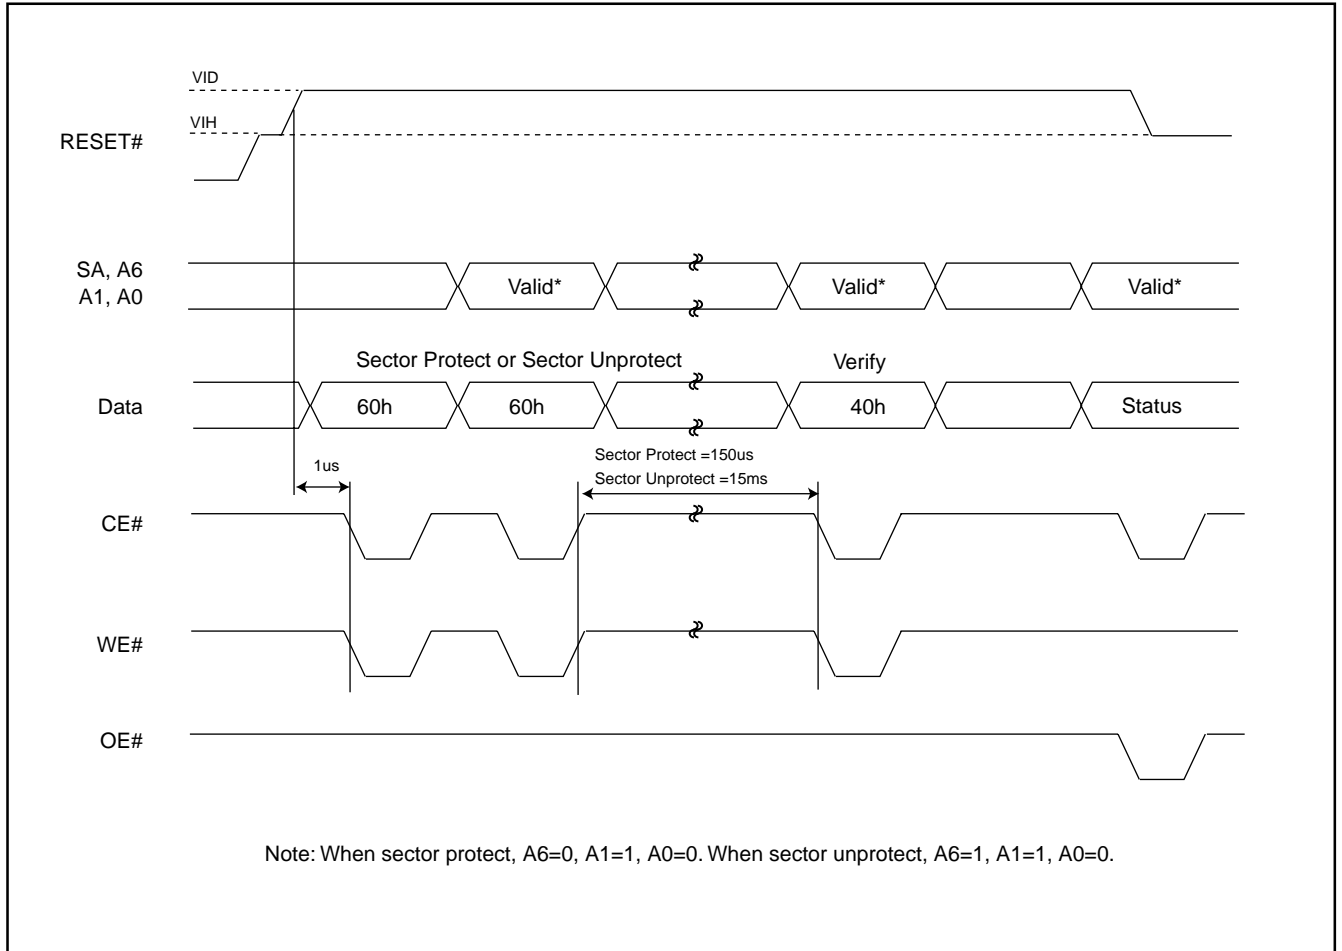 VID
VIH
RESET#
SA, A6
A1, A0
Valid*
Valid*
Valid*
Sector Protect or Sector Unprotect
Verify
Data
60h
60h
40h
Status
1us
Sector Protect =150us
Sector Unprotect =15ms
CE#
WE#
OE#
Note: When sector protect, A6=0, A1=1, A0=0. When sector unprotect, A6=1, A1=1, A0=0.